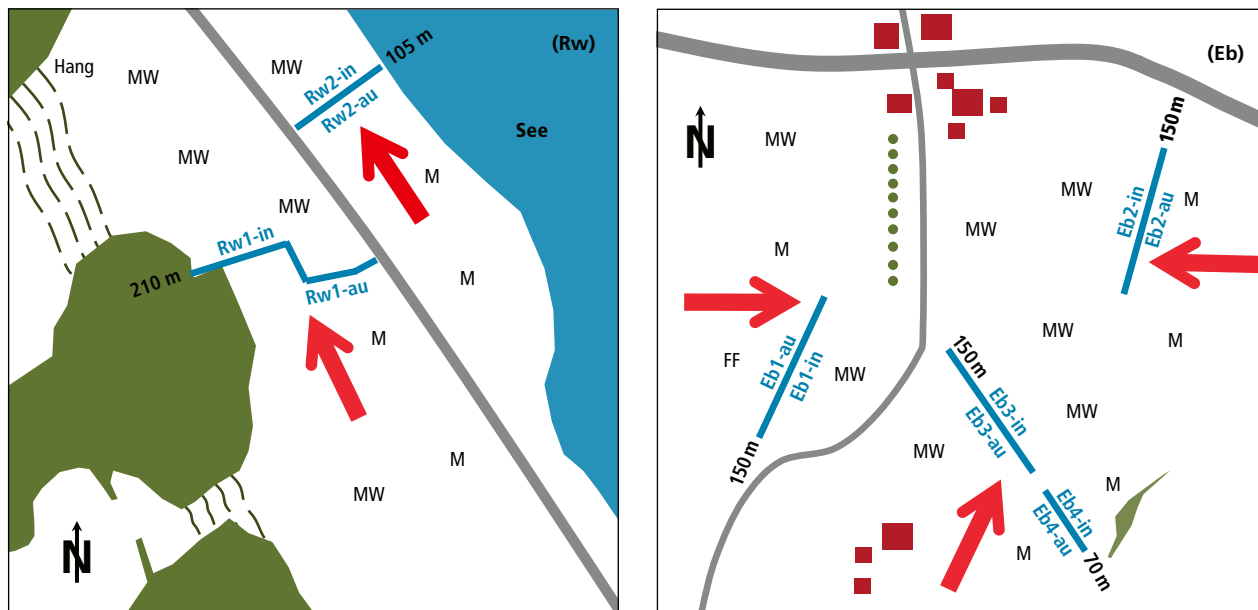 (Rw)
Hang
MW
MW
105 m
Rw2-in
Rw2-au
See
MW
M
MW
Rw1-in
210 m
Rw1-au
M
M
M
MW
N
(Eb)
N
MW
150 m
MW
Eb2-in
Eb2-au
M
MW
M
FF
Eb1-au
Eb1-in
MW
150 m
MW
M
150 m
Eb3-in
Eb3-au
MW
MW
M
Eb4-in
Eb4-au
M
70 m